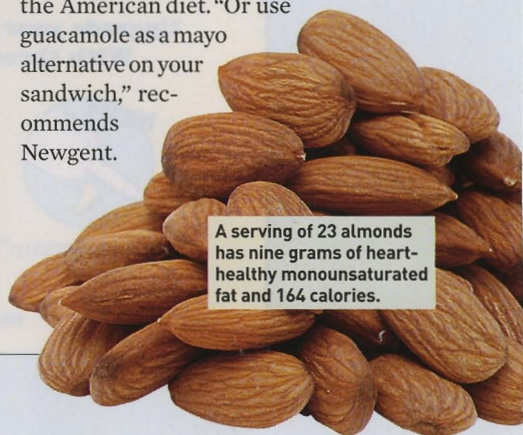 the American diet. “Or use
guacamole as a mayo
alternative on your
sandwich,” rec-
ommends
Newgent.
A serving of 23 almonds
has nine grams of heart-
healthy monounsaturated
fat and 164 calories.